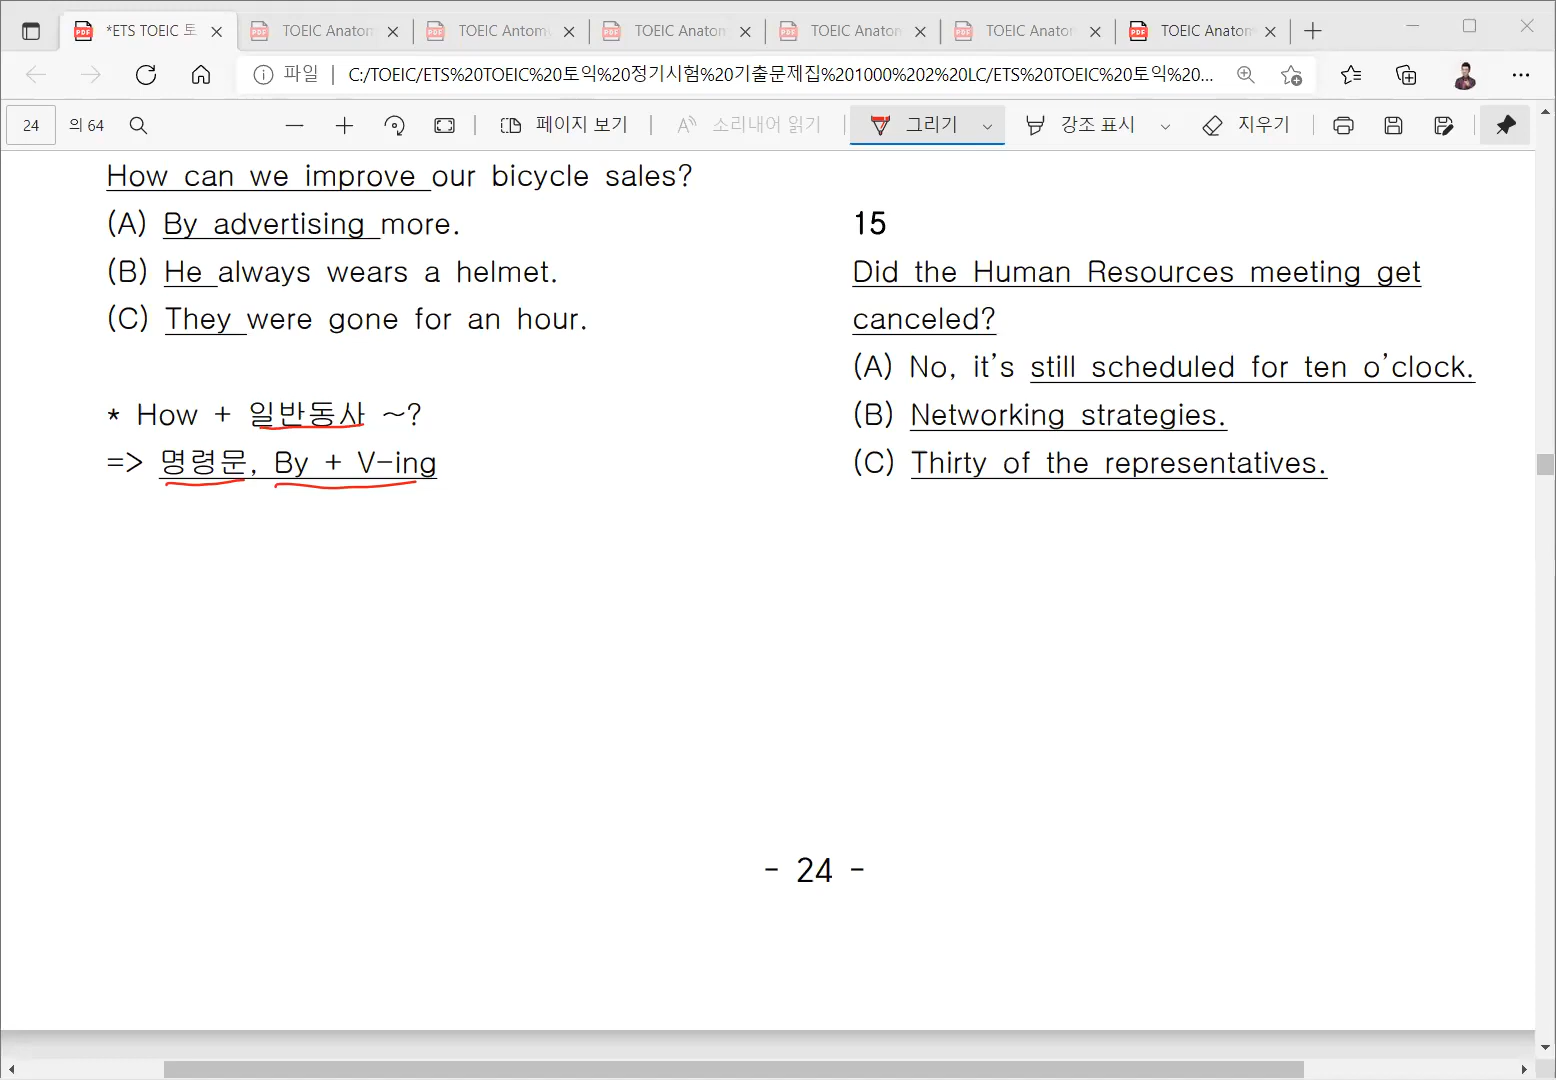 *ETS TOEIC 토
TOEIC Anatom
TOEIC Antom
TOEIC Anaton
TOEIC Anaton
TOEIC Anator
TOEIC Anatom
파일
C:/TOEIC/ETS%20TOEIC%20토익%20정기시험%20기출문제집%201000%202%20LC/ETS%20TOEIC%20토익%20...
24 의 64
페이지 보기
소리내어 읽기
그리기
강조 표시
지우기
How can we improve our bicycle sales?
(A) By advertising more.
(B) He always wears a helmet.
(C) They were gone for an hour.
* How + 일반동사 ~?
=> 명령문, By + V-ing
15
Did the Human Resources meeting get
canceled?
(A) No, it's still scheduled for ten o'clock.
(B) Networking strategies.
(C) Thirty of the representatives.
- 24 -